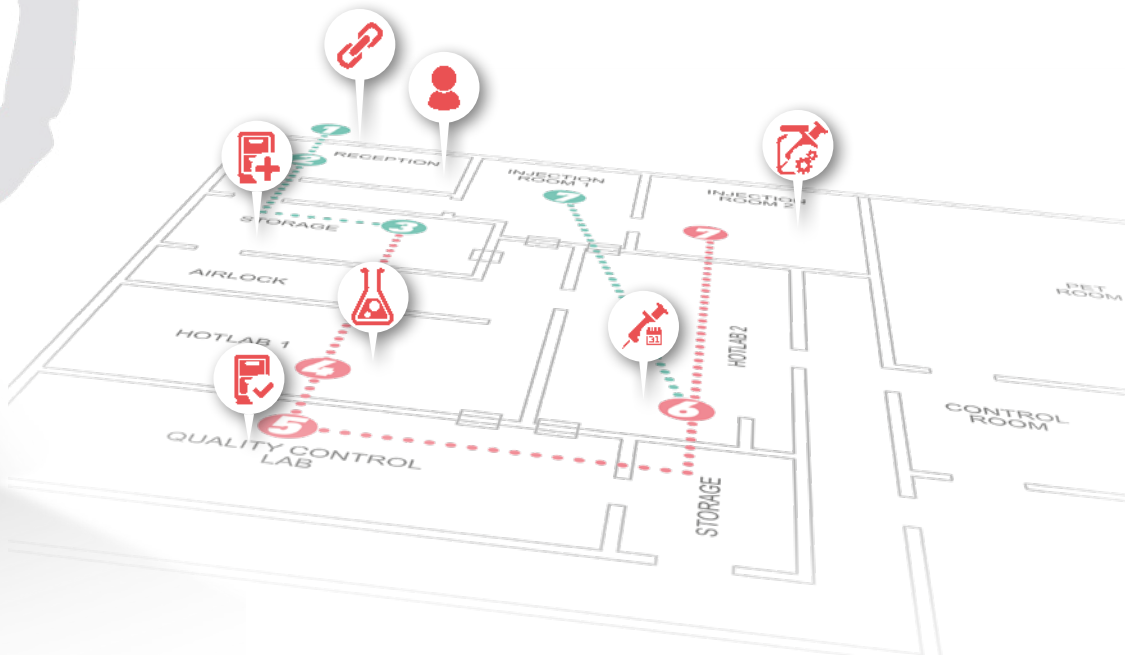 1
2
RECEPTION
INJECTION
ROOM 1
7
INJECTION
ROOM 2
7
STORAGE
3
AIRLOCK
PET
ROOM
HOTLAB 1
HOTLAB 2
31
4
6
CONTROL
ROOM
5
QUALITY CONTROL
LAB
STORAGE